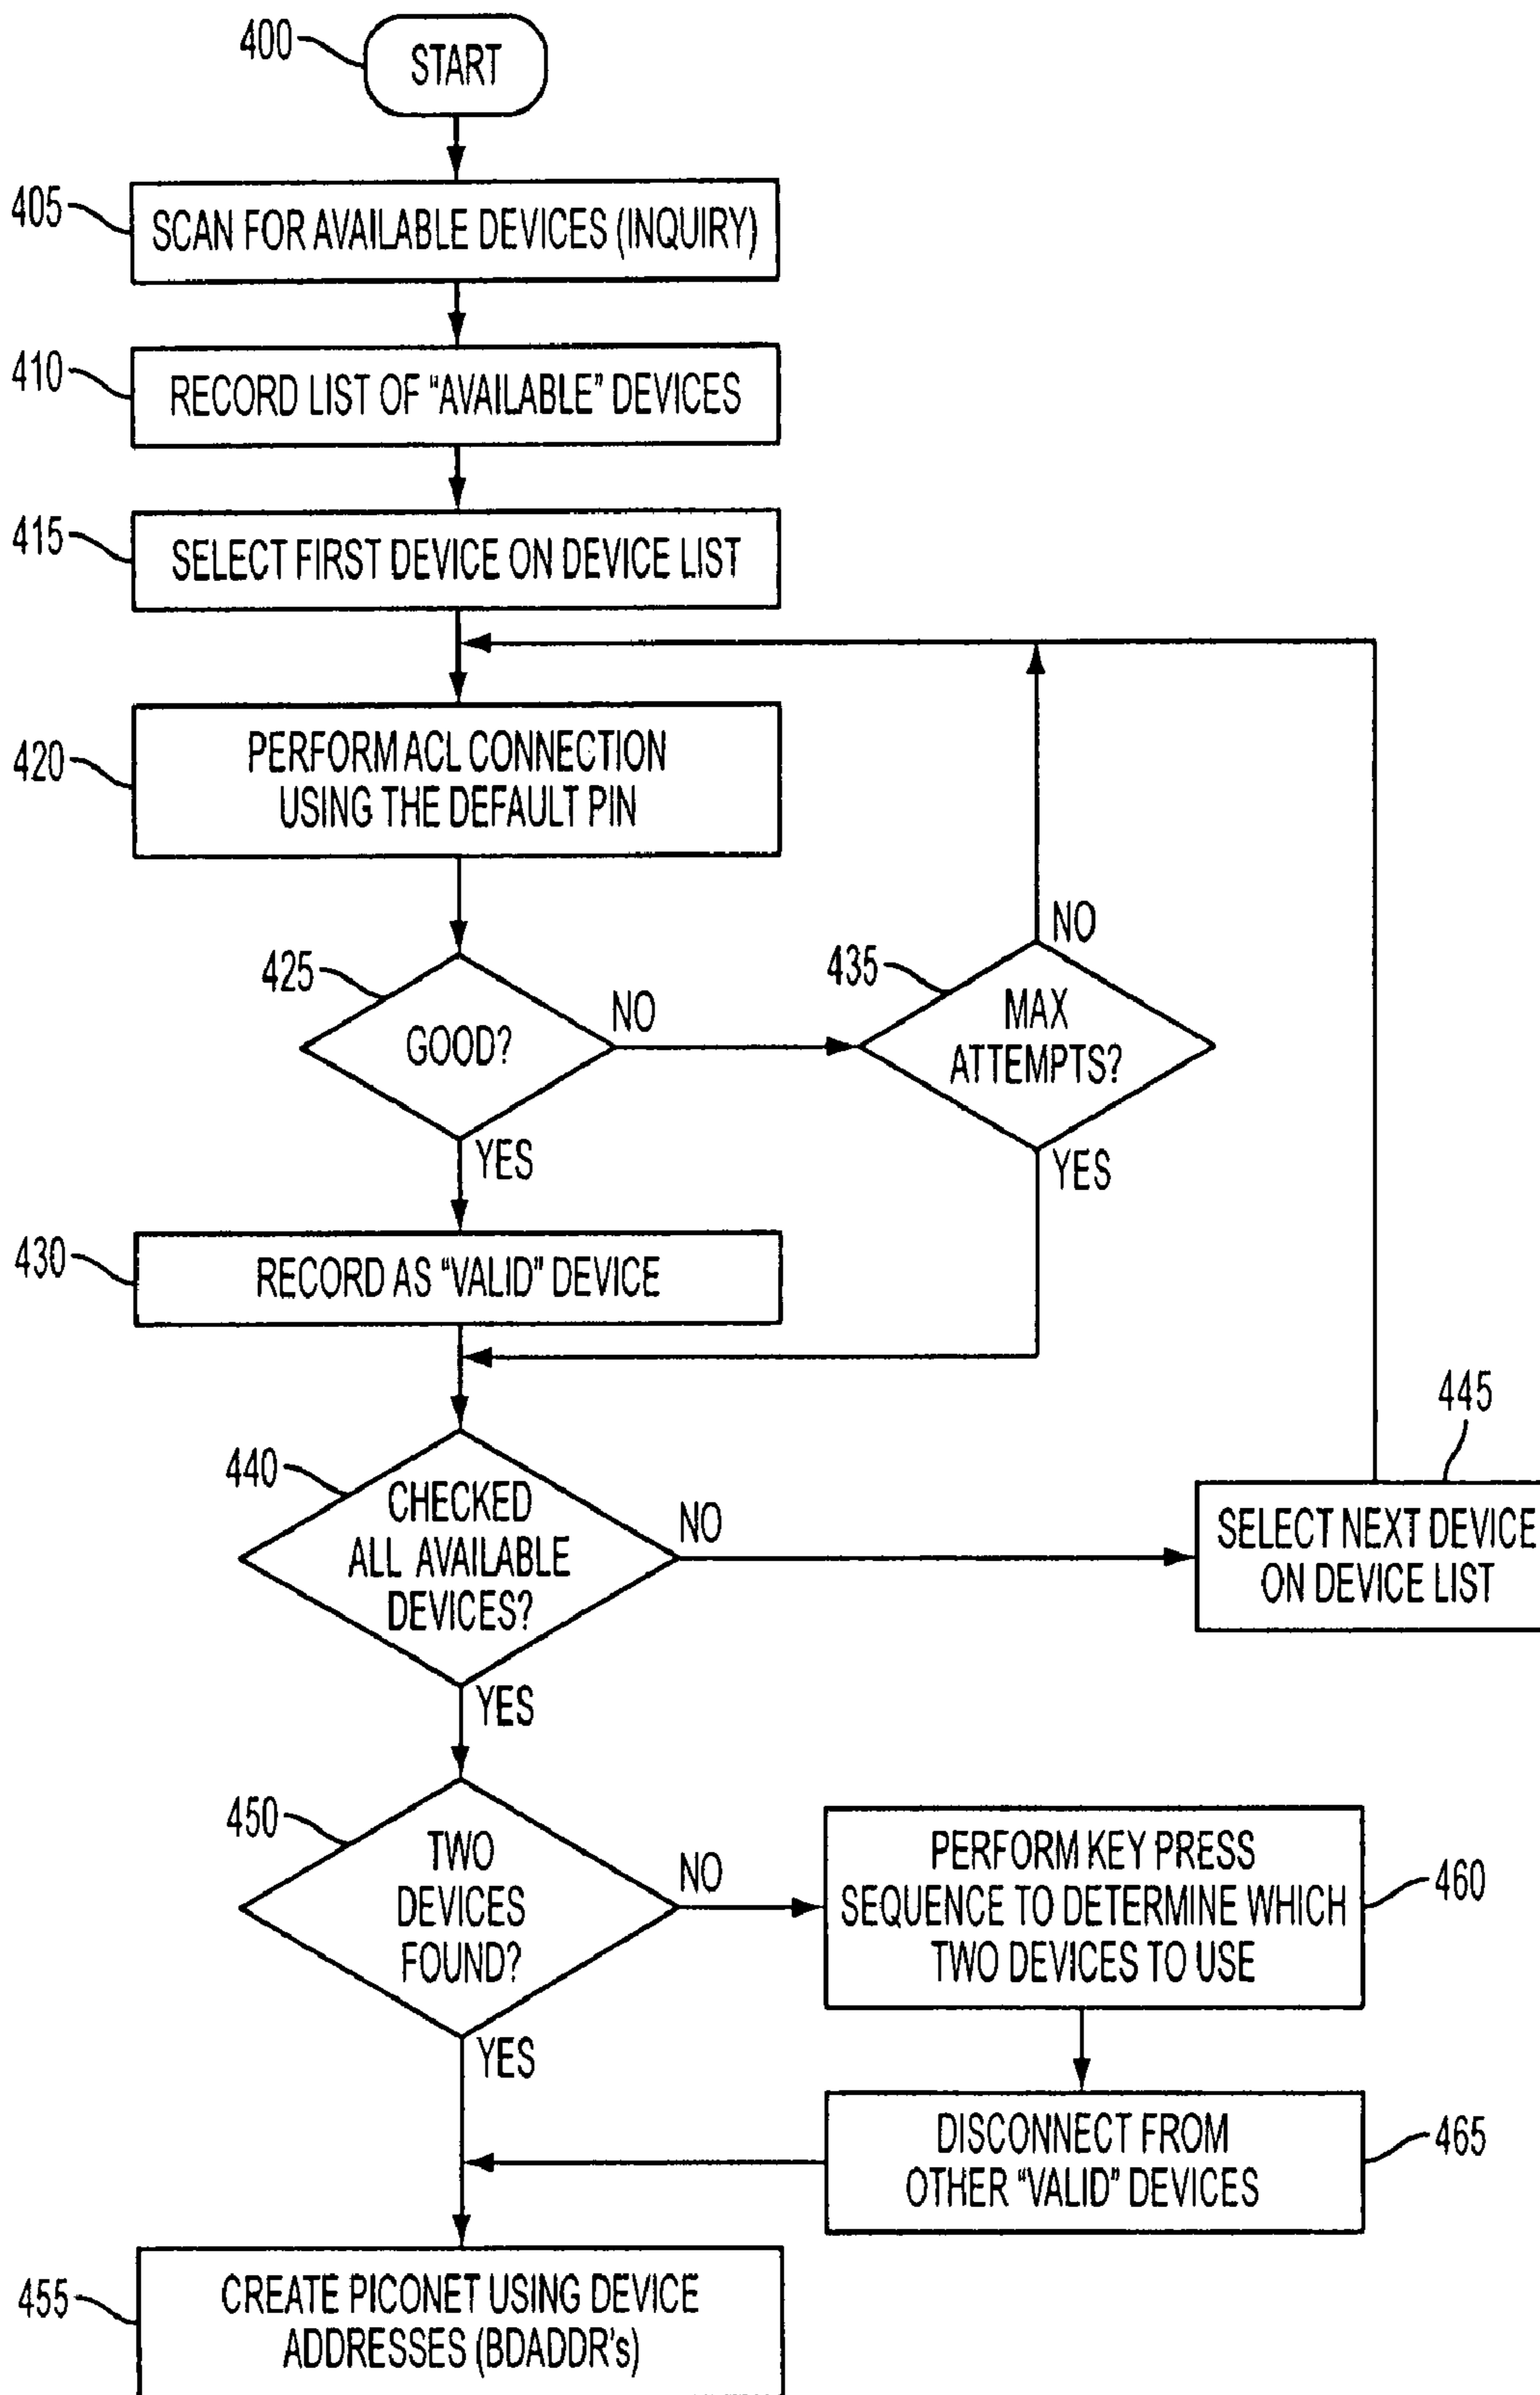 400
START
405
SCAN FOR AVAILABLE DEVICES (INQUIRY)
410
RECORD LIST OF "AVAILABLE" DEVICES
415
SELECT FIRST DEVICE ON DEVICE LIST
420
PERFORM ACL CONNECTION
USING THE DEFAULT PIN
425
GOOD?
NO
YES
435
MAX
ATTEMPTS?
NO
YES
430
RECORD AS "VALID" DEVICE
440
CHECKED
ALL AVAILABLE
DEVICES?
NO
YES
445
SELECT NEXT DEVICE
ON DEVICE LIST
450
TWO
DEVICES
FOUND?
NO
YES
PERFORM KEY PRESS
SEQUENCE TO DETERMINE WHICH
TWO DEVICES TO USE
460
DISCONNECT FROM
OTHER "VALID" DEVICES
465
455
CREATE PICONET USING DEVICE
ADDRESSES (BDADDR's)